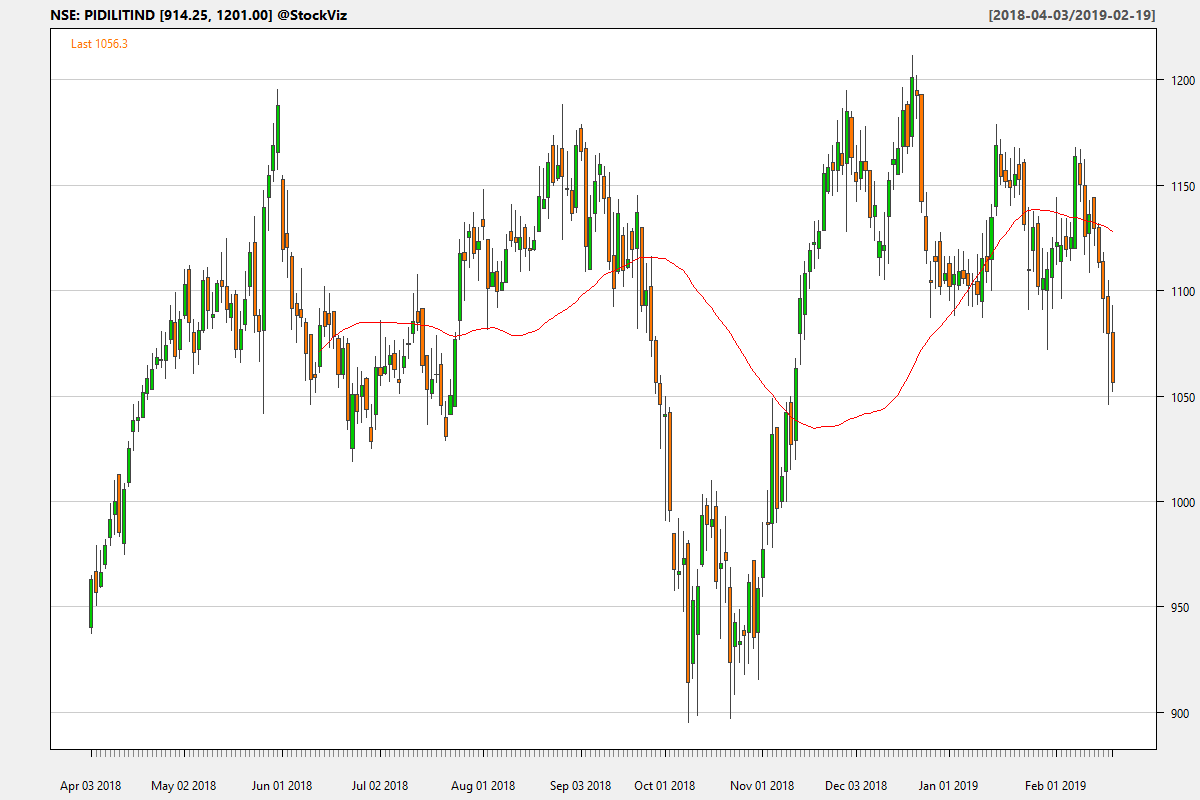 NSE: PIDILITIND [914.25, 1201.00] @StockViz [2018-04-03/2019-02-19]
Last 1056.3
1200
1150
1100
1050
1000
950
900
Apr 03 2018 May 02 2018 Jun 01 2018 Jul 02 2018 Aug 01 2018 Sep 03 2018 Oct 01 2018 Nov 01 2018 Dec 03 2018 Jan 01 2019 Feb 01 2019